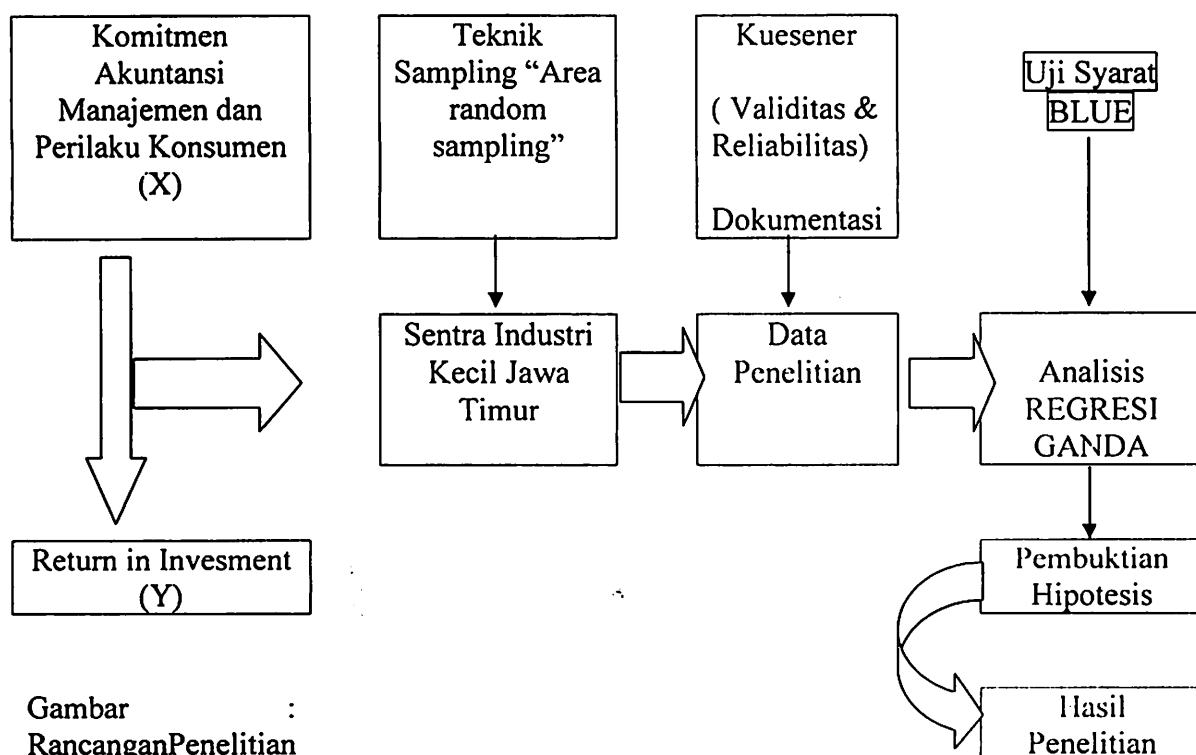 Komitmen
Akuntansi
Manajemen dan
Perilaku Konsumen
(X)
Teknik
Sampling “Area
random
sampling”
Kuesener
( Validitas &
Reliabilitas)
Dokumentasi
Uji Syarat
BLUE
Sentra Industri
Kecil Jawa
Timur
Data
Penelitian
Analisis
REGRESI
GANDA
Return in Invesment
(Y)
Pembuktian
Hipotesis
Hasil
Penelitian
Gambar :
RancanganPenelitian